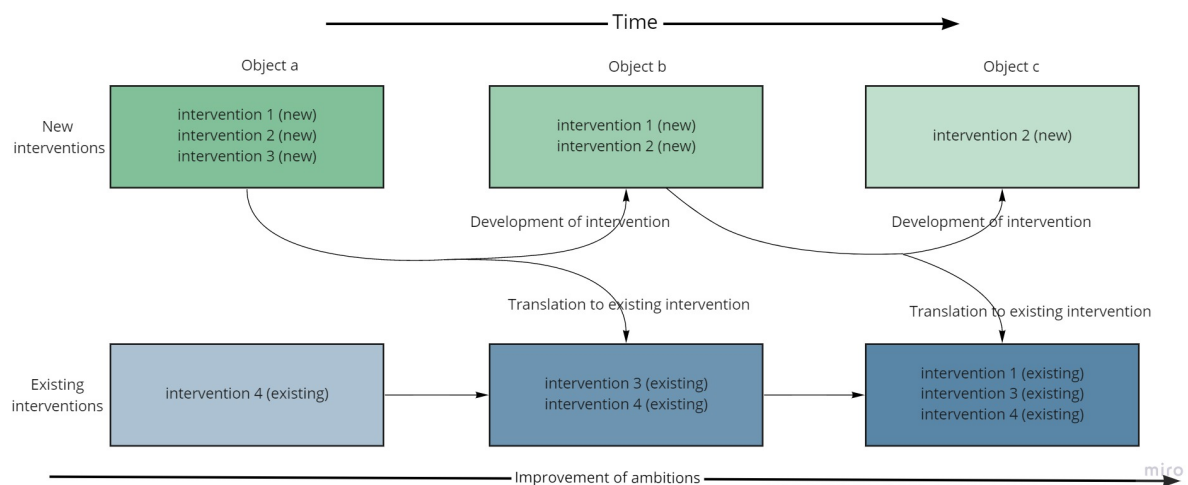 Time
Object a
Object b
Object c
New
interventions
intervention 1 (new)
intervention 2 (new)
intervention 3 (new)
intervention 1 (new)
intervention 2 (new)
intervention 2 (new)
Development of intervention
Development of intervention
Translation to existing intervention
Translation to existing intervention
Existing
interventions
intervention 4 (existing)
intervention 3 (existing)
intervention 4 (existing)
intervention 1 (existing)
intervention 3 (existing)
intervention 4 (existing)
Improvement of ambitions
miro